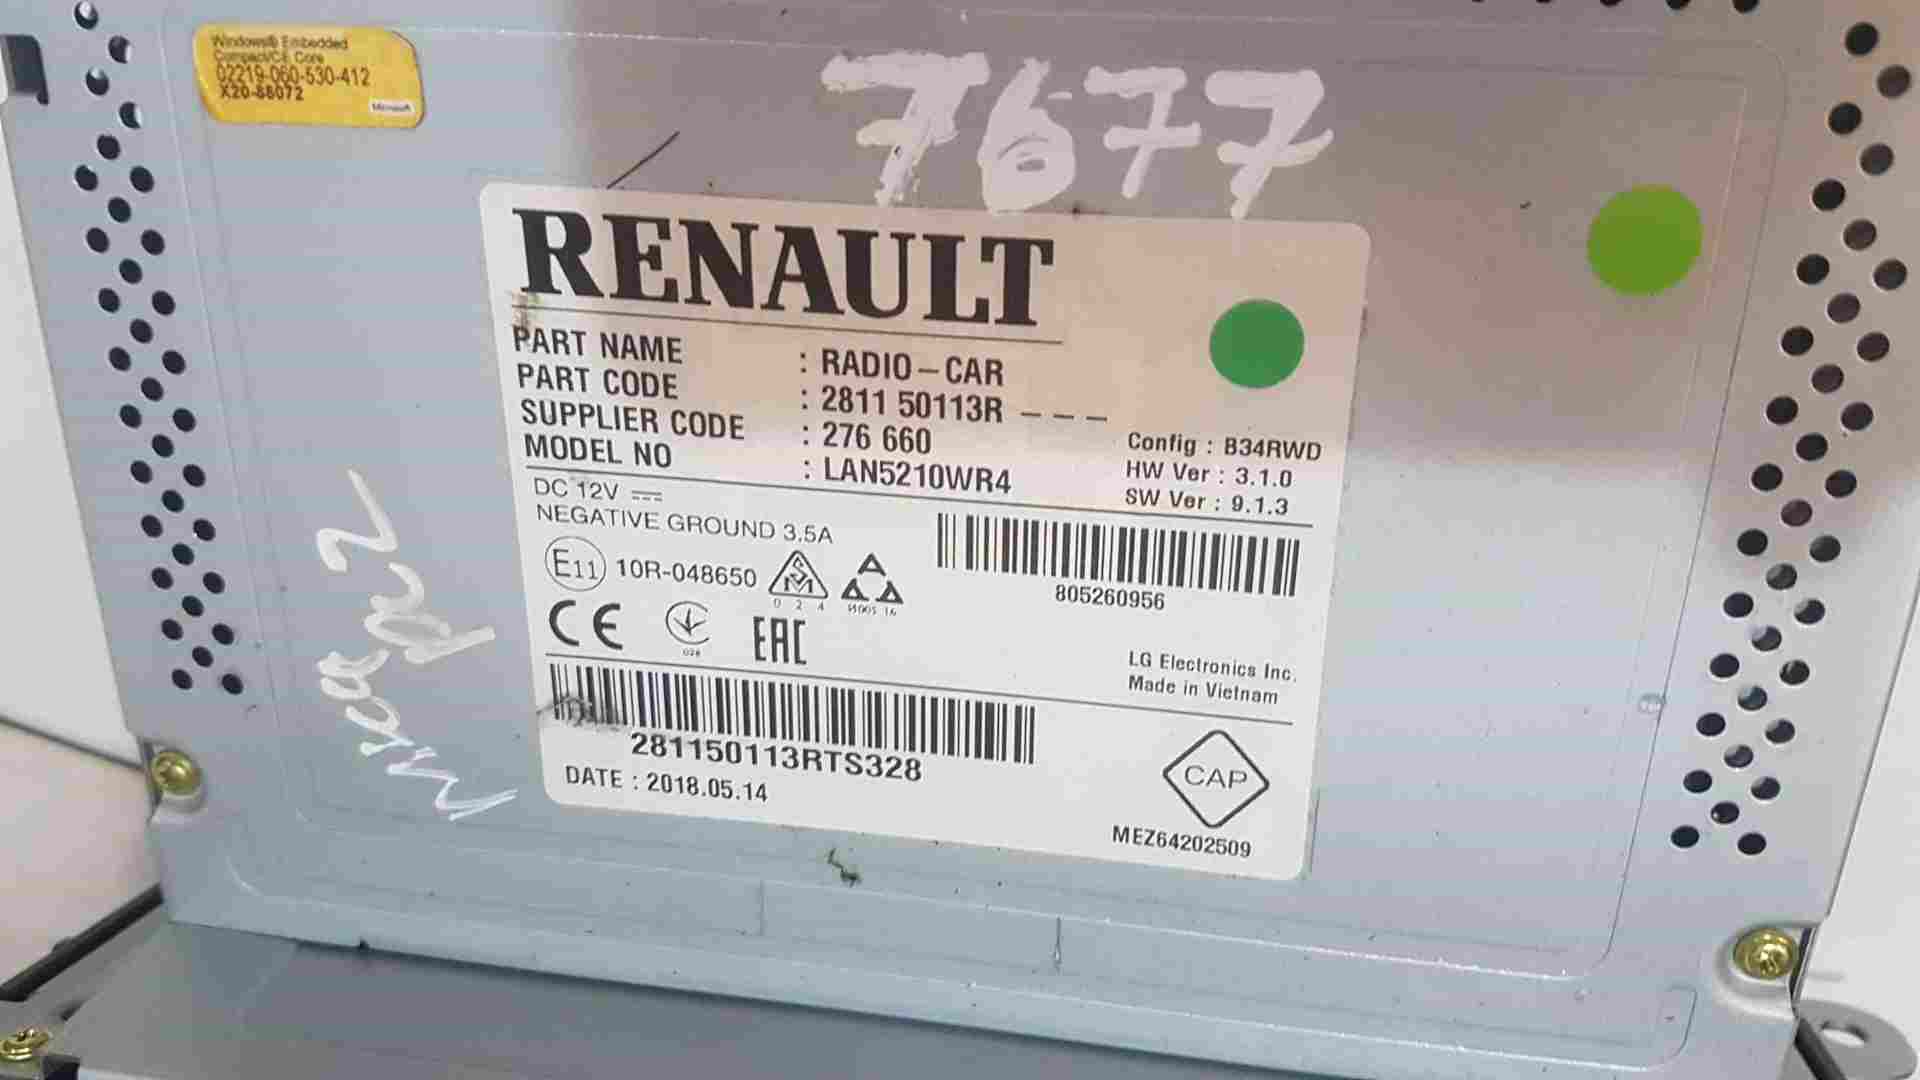 Windows® Embedded
Compact/CE Core
02219-060-530-412
X20-88072
Microsoft
7677
RENAULT
PART NAME : RADIO-CAR
PART CODE : 2811 50113R ---
SUPPLIER CODE : 276 660
MODEL NO : LAN5210WR4
Config : B34RWD
HW Ver : 3.1.0
SW Ver : 9.1.3
DC 12V
NEGATIVE GROUND 3.5A
E11 10R-048650
024
805260956
CE
028
EAC
LG Electronics Inc.
Made in Vietnam
281150113RTS328
DATE : 2018.05.14
CAP
MEZ64202509